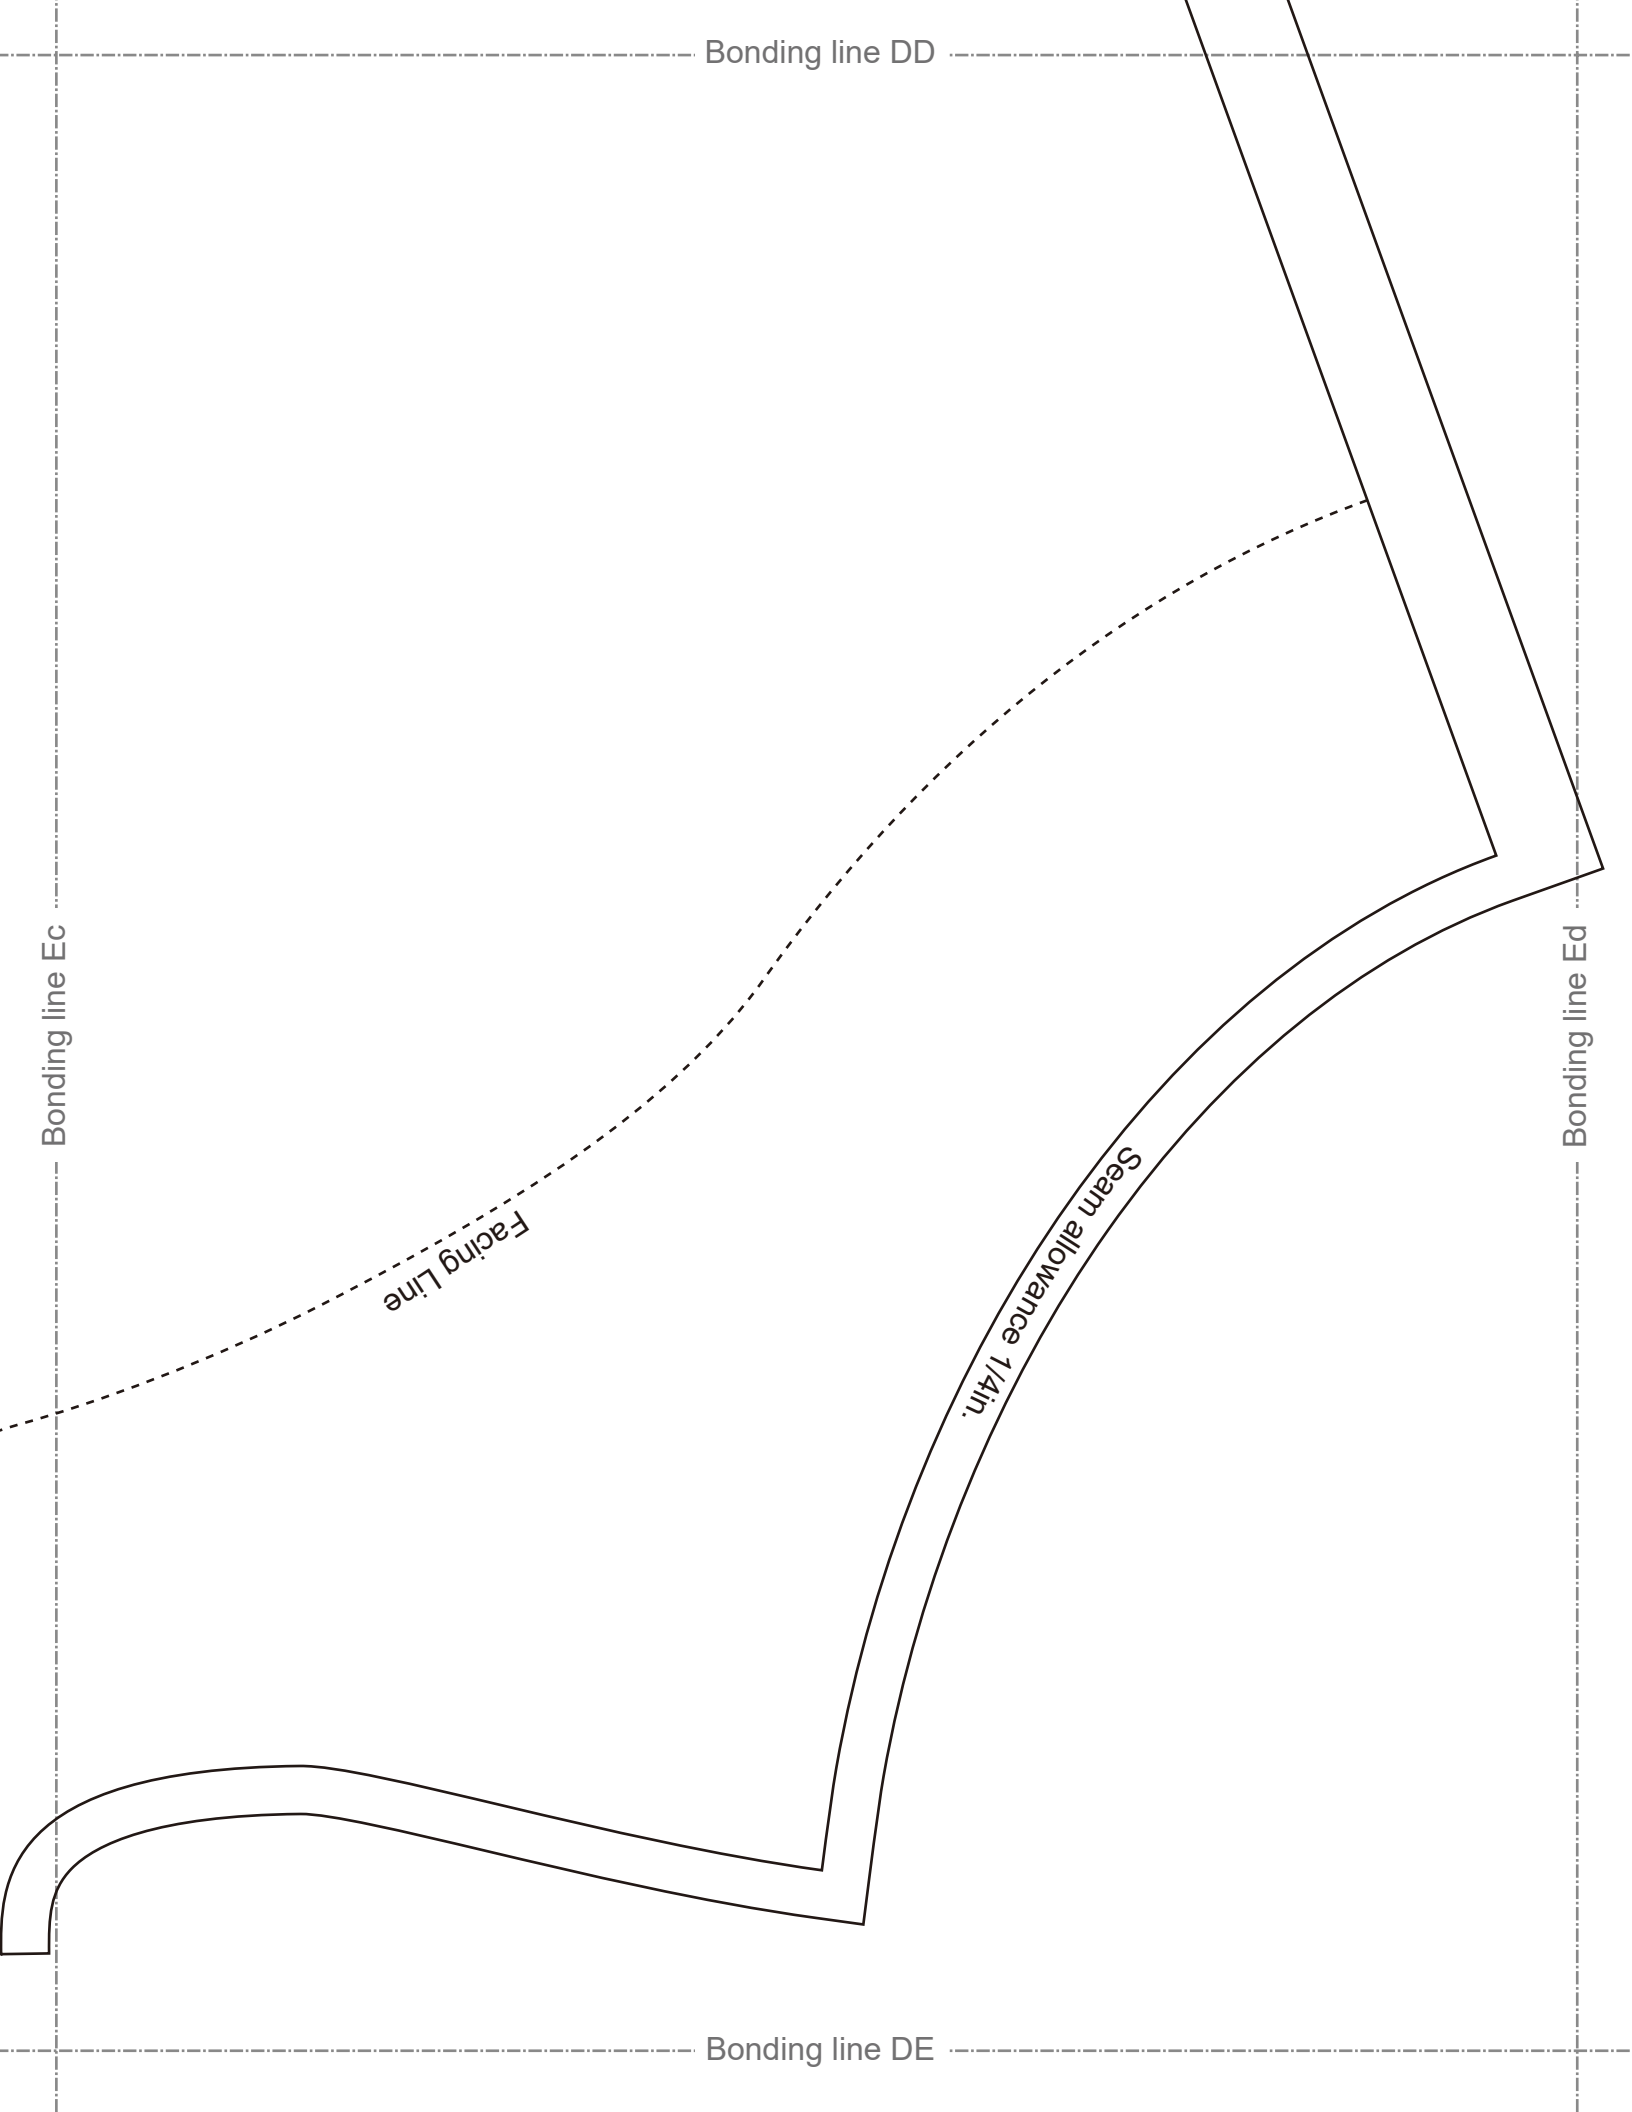 Bonding line DD
Bonding line Ec
Bonding line Ed
Seam allowance 1/4in.
Facing Line
Bonding line DE